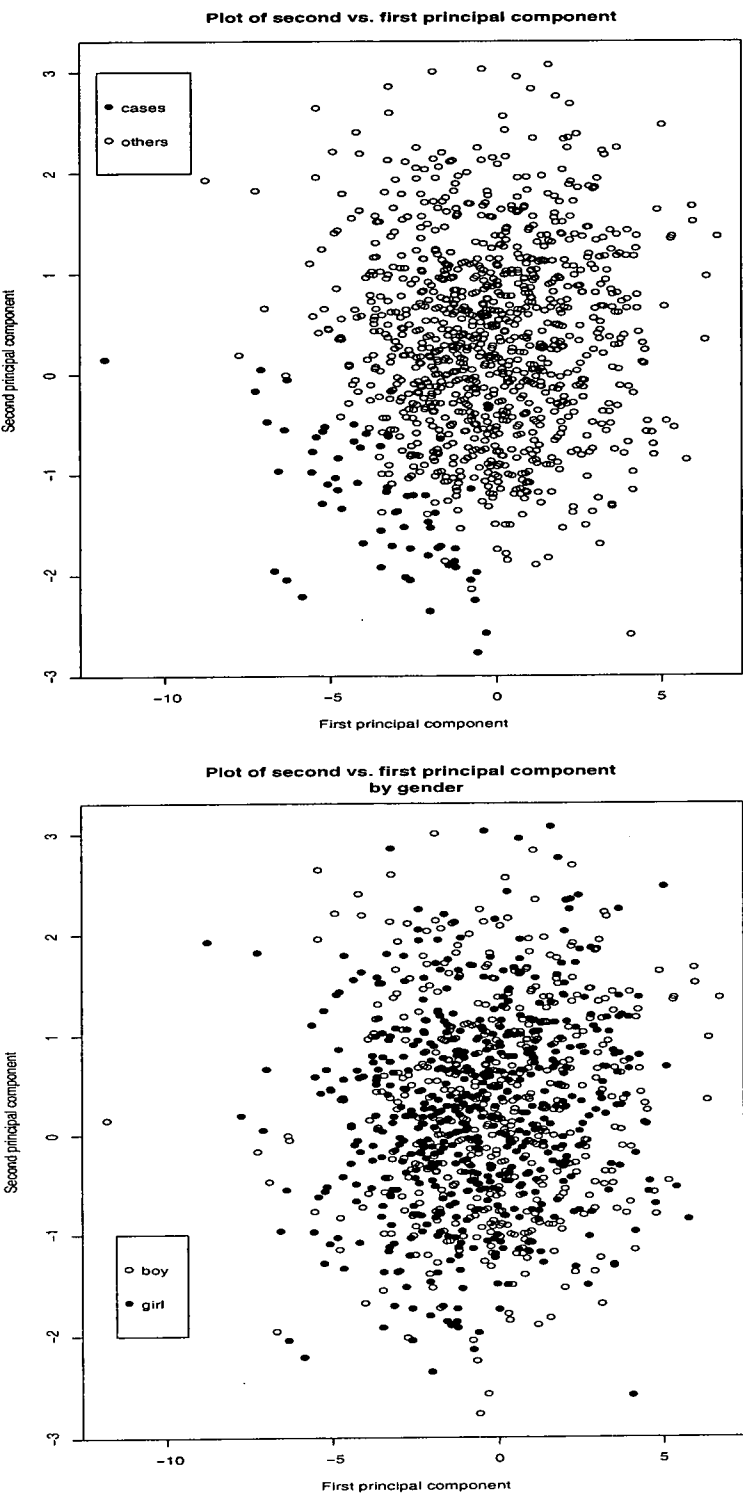 Plot of second vs. first principal component
3
cases
others
2
1
0
-1
-2
-3
Second principal component
-10
-5
0
5
First principal component
Plot of second vs. first principal component
by gender
3
2
1
0
-1
boy
girl
-2
-3
Second principal component
-10
-5
0
5
First principal component